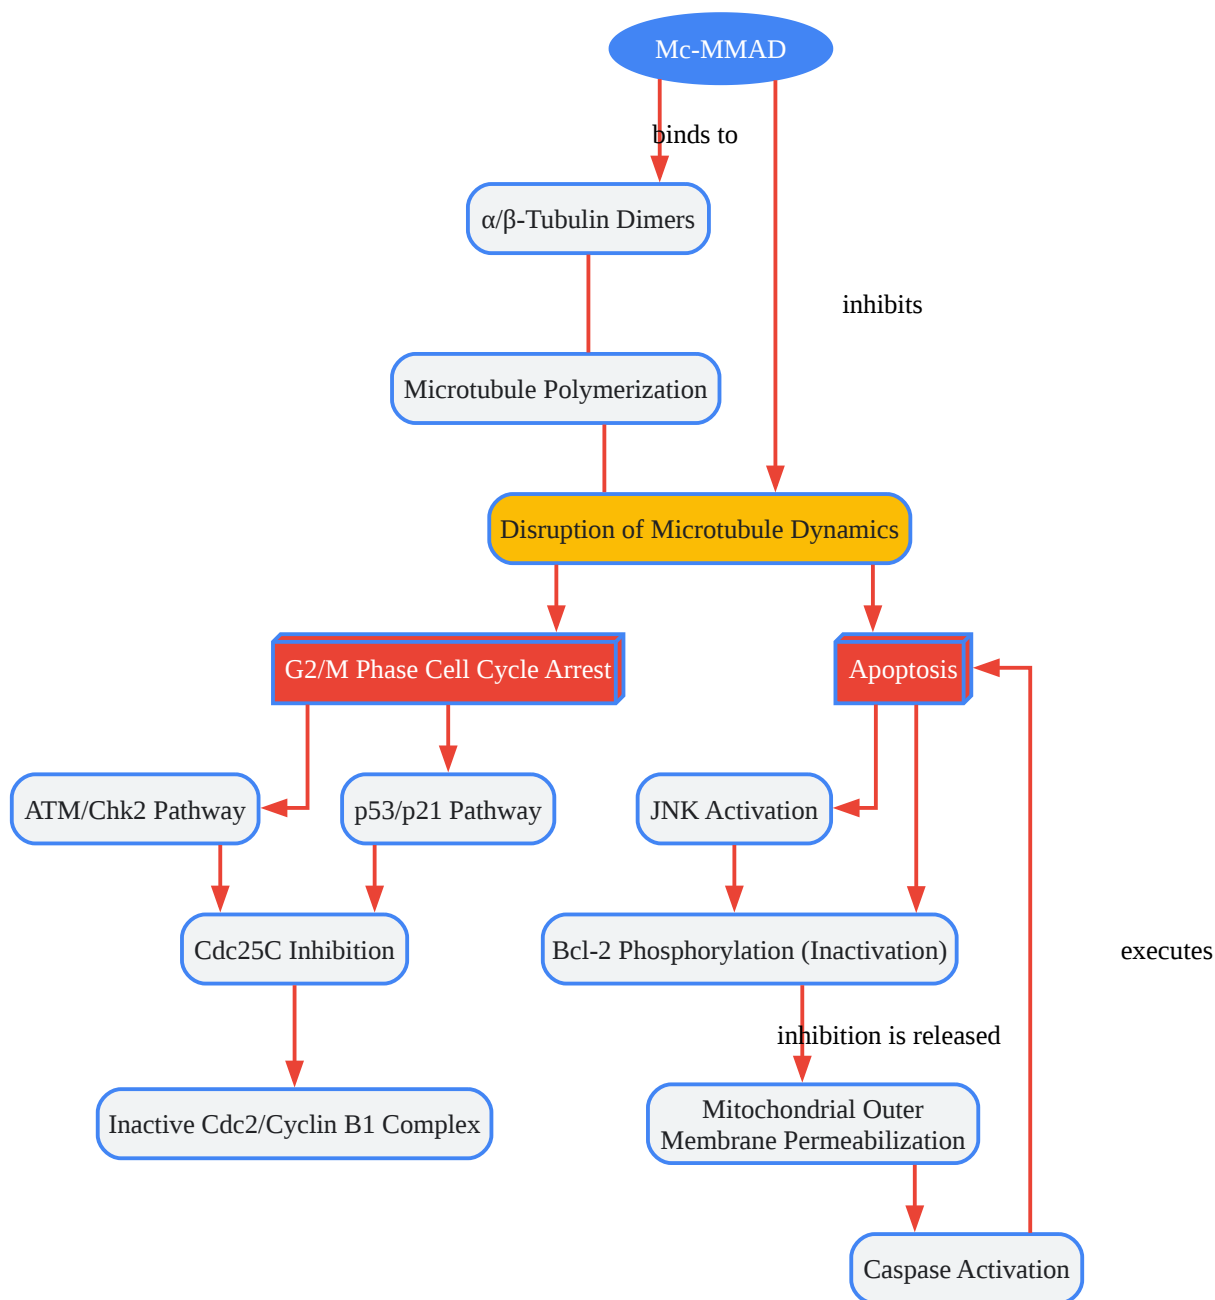 Mc-MMAD
binds to
α/β-Tubulin Dimers
inhibits
Microtubule Polymerization
Disruption of Microtubule Dynamics
G2/M Phase Cell Cycle Arrest
Apoptosis
ATM/Chk2 Pathway
p53/p21 Pathway
JNK Activation
Cdc25C Inhibition
Bcl-2 Phosphorylation (Inactivation)
executes
inhibition is released
Inactive Cdc2/Cyclin B1 Complex
Mitochondrial Outer
Membrane Permeabilization
Caspase Activation